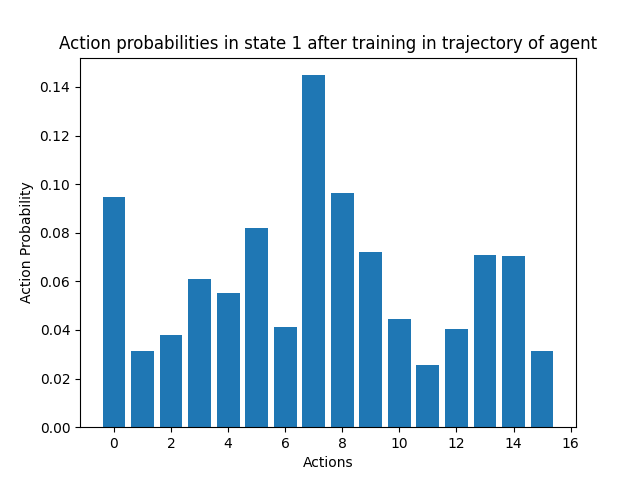 Action probabilities in state 1 after training in trajectory of agent
0.14
0.12
0.10
0.08
0.06
0.04
0.02
0.00
Action Probability
0 2 4 6 8 10 12 14 16
Actions